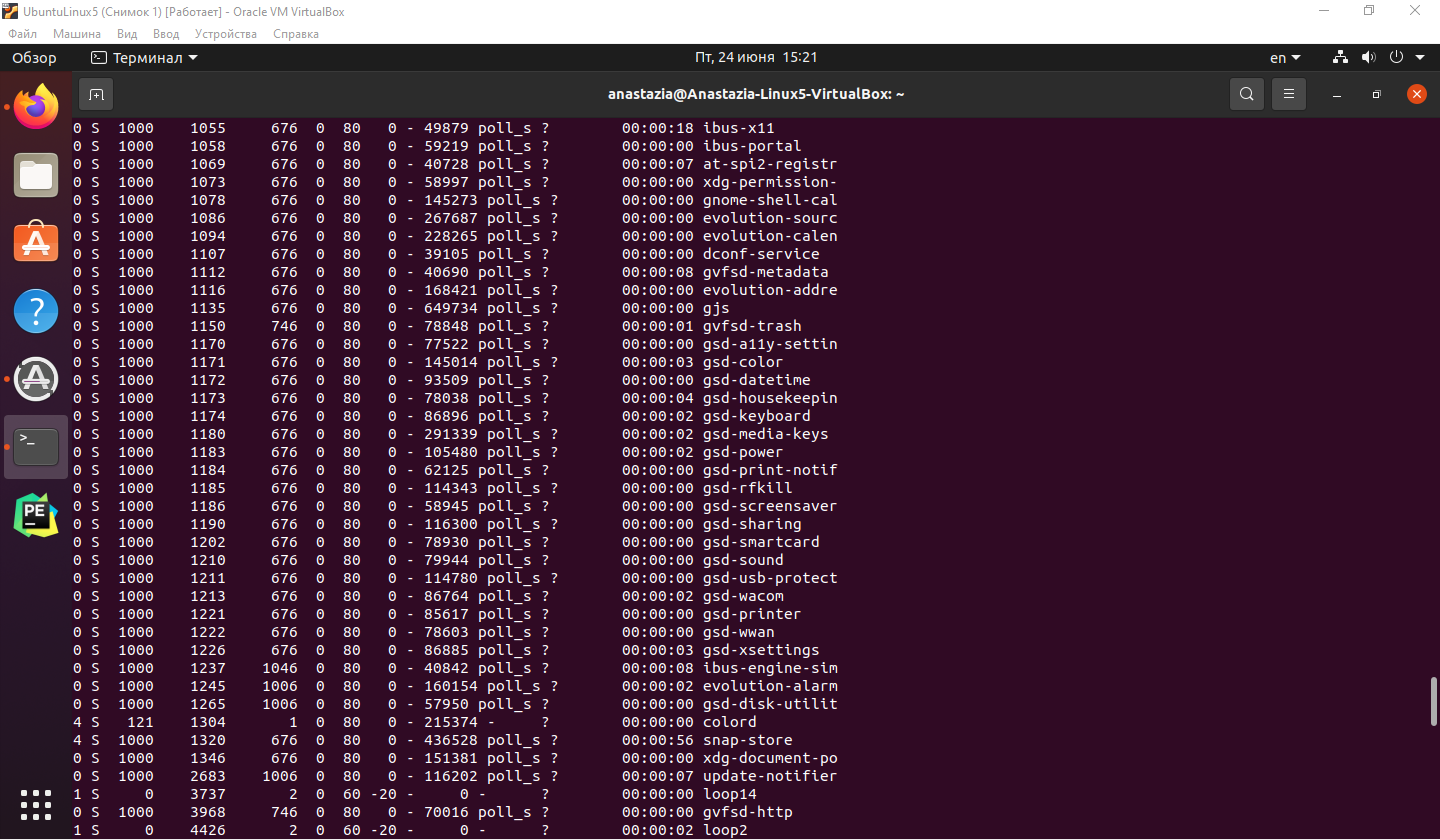 UbuntuLinux5 (Снимок 1) [Работает] - Oracle VM VirtualBox
Файл Машина Вид Ввод Устройства Справка
Обзор Терминал Пт, 24 июня 15:21 en
anastazia@Anastazia-Linux5-VirtualBox: ~
0 S 1000 1055 676 0 80 0 - 49879 poll_s ? 00:00:18 ibus-x11
0 S 1000 1058 676 0 80 0 - 59219 poll_s ? 00:00:00 ibus-portal
0 S 1000 1069 676 0 80 0 - 40728 poll_s ? 00:00:07 at-spi2-registr
0 S 1000 1073 676 0 80 0 - 58997 poll_s ? 00:00:00 xdg-permission-
0 S 1000 1078 676 0 80 0 - 145273 poll_s ? 00:00:00 gnome-shell-cal
0 S 1000 1086 676 0 80 0 - 267687 poll_s ? 00:00:00 evolution-sourc
0 S 1000 1094 676 0 80 0 - 228265 poll_s ? 00:00:00 evolution-calen
0 S 1000 1107 676 0 80 0 - 39105 poll_s ? 00:00:00 dconf-service
0 S 1000 1112 676 0 80 0 - 40690 poll_s ? 00:00:08 gvfsd-metadata
0 S 1000 1116 676 0 80 0 - 168421 poll_s ? 00:00:00 evolution-addre
0 S 1000 1135 676 0 80 0 - 649734 poll_s ? 00:00:00 gjs
0 S 1000 1150 746 0 80 0 - 78848 poll_s ? 00:00:01 gvfsd-trash
0 S 1000 1170 676 0 80 0 - 77522 poll_s ? 00:00:00 gsd-a11y-settin
0 S 1000 1171 676 0 80 0 - 145014 poll_s ? 00:00:03 gsd-color
0 S 1000 1172 676 0 80 0 - 93509 poll_s ? 00:00:00 gsd-datetime
0 S 1000 1173 676 0 80 0 - 78038 poll_s ? 00:00:04 gsd-housekeepin
0 S 1000 1174 676 0 80 0 - 86896 poll_s ? 00:00:02 gsd-keyboard
0 S 1000 1180 676 0 80 0 - 291339 poll_s ? 00:00:02 gsd-media-keys
0 S 1000 1183 676 0 80 0 - 105480 poll_s ? 00:00:02 gsd-power
0 S 1000 1184 676 0 80 0 - 62125 poll_s ? 00:00:00 gsd-print-notif
0 S 1000 1185 676 0 80 0 - 114343 poll_s ? 00:00:00 gsd-rfkill
0 S 1000 1186 676 0 80 0 - 58945 poll_s ? 00:00:00 gsd-screensaver
0 S 1000 1190 676 0 80 0 - 116300 poll_s ? 00:00:00 gsd-sharing
0 S 1000 1202 676 0 80 0 - 78930 poll_s ? 00:00:00 gsd-smartcard
0 S 1000 1210 676 0 80 0 - 79944 poll_s ? 00:00:00 gsd-sound
0 S 1000 1211 676 0 80 0 - 114780 poll_s ? 00:00:00 gsd-usb-protect
0 S 1000 1213 676 0 80 0 - 86764 poll_s ? 00:00:02 gsd-wacom
0 S 1000 1221 676 0 80 0 - 85617 poll_s ? 00:00:00 gsd-printer
0 S 1000 1222 676 0 80 0 - 78603 poll_s ? 00:00:00 gsd-wwan
0 S 1000 1226 676 0 80 0 - 86885 poll_s ? 00:00:03 gsd-xsettings
0 S 1000 1237 1046 0 80 0 - 40842 poll_s ? 00:00:08 ibus-engine-sim
0 S 1000 1245 1006 0 80 0 - 160154 poll_s ? 00:00:02 evolution-alarm
0 S 1000 1265 1006 0 80 0 - 57950 poll_s ? 00:00:00 gsd-disk-utilit
4 S 121 1304 1 0 80 0 - 215374 - ? 00:00:00 colord
4 S 1000 1320 676 0 80 0 - 436528 poll_s ? 00:00:56 snap-store
0 S 1000 1346 676 0 80 0 - 151381 poll_s ? 00:00:00 xdg-document-po
0 S 1000 2683 1006 0 80 0 - 116202 poll_s ? 00:00:07 update-notifier
1 S 0 3737 2 0 60 -20 - 0 - ? 00:00:00 loop14
0 S 1000 3968 746 0 80 0 - 70016 poll_s ? 00:00:00 gvfsd-http
1 S 0 4426 2 0 60 -20 - 0 - ? 00:00:02 loop2
PE